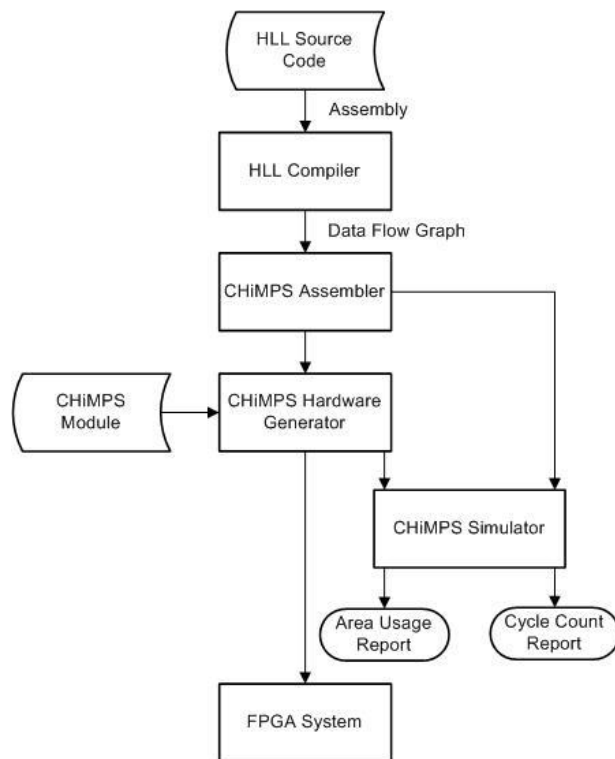 HLL Source
Code
Assembly
HLL Compiler
Data Flow Graph
CHiMPS Assembler
CHiMPS
Module
CHiMPS Hardware
Generator
CHiMPS Simulator
Area Usage
Report
Cycle Count
Report
FPGA System